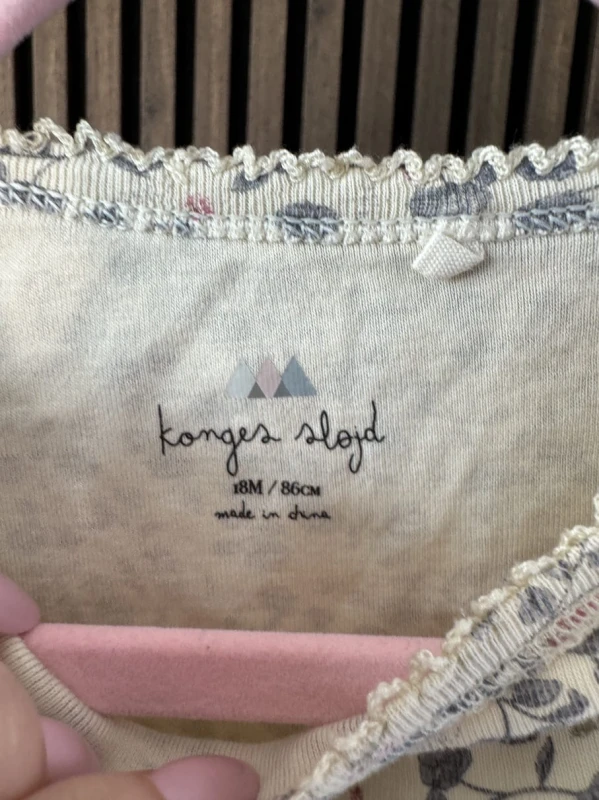 konges sløjd
18M / 86CM
made in china